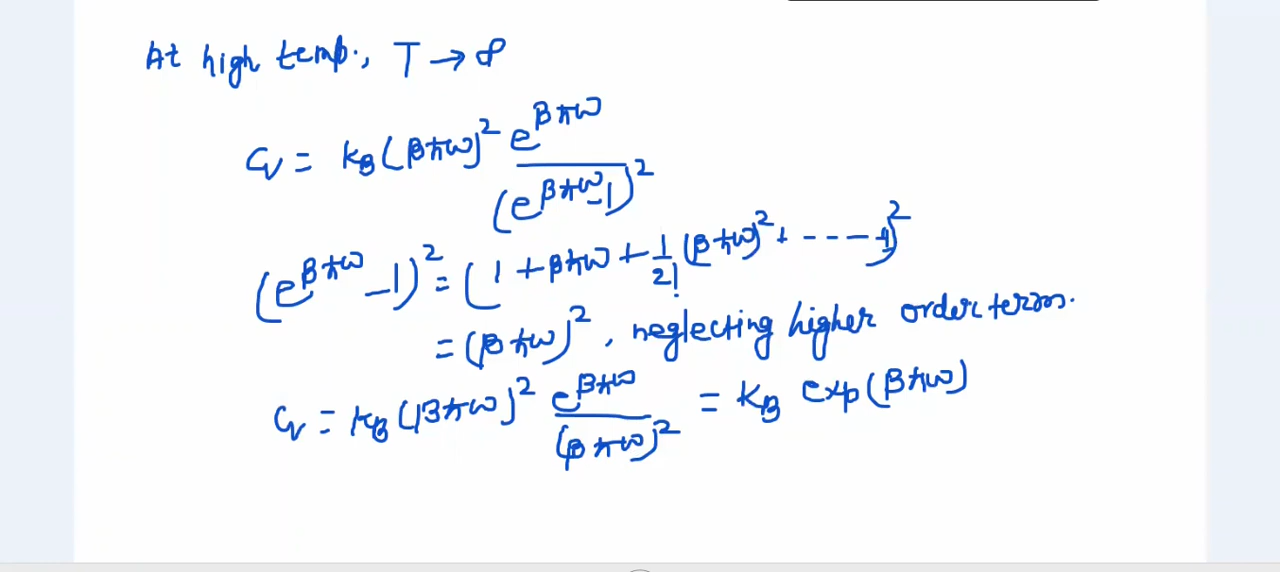 At high temp., T → ∞
Cv = kB (βħω)² e^{βħω} / (e^{βħω} - 1)²
(e^{βħω} - 1)² = (1 + βħω + 1/2! (βħω)² + ----- - 1)²
= (βħω)², neglecting higher order terms.
Cv = kB (βħω)² e^{βħω} / (βħω)² = kB exp(βħω)